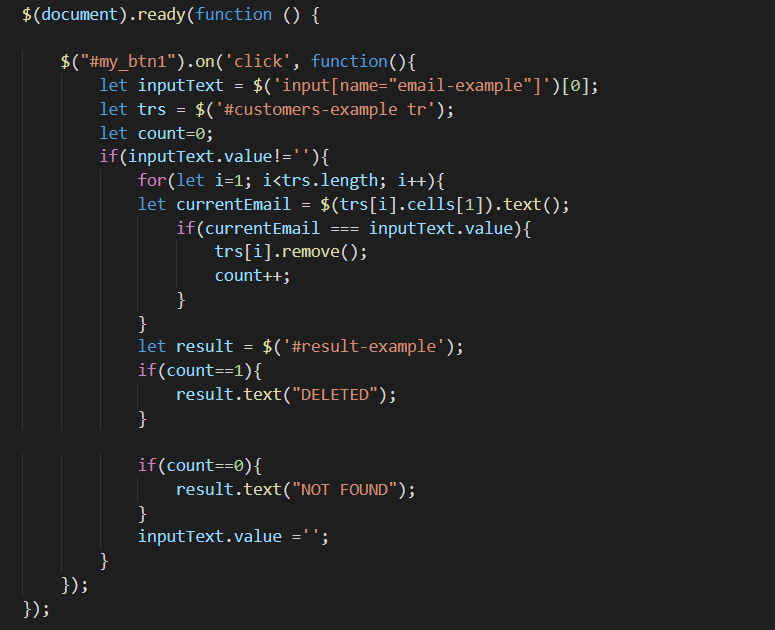 $(document).ready(function () {
$("#my_btn1").on('click', function(){
let inputText = $('input[name="email-example"]')[0];
let trs = $('#customers-example tr');
let count=0;
if(inputText.value!=''){
for(let i=1; i<trs.length; i++){
let currentEmail = $(trs[i].cells[1]).text();
if(currentEmail === inputText.value){
trs[i].remove();
count++;
}
}
let result = $('#result-example');
if(count==1){
result.text("DELETED");
}
if(count==0){
result.text("NOT FOUND");
}
inputText.value ='';
}
});
});